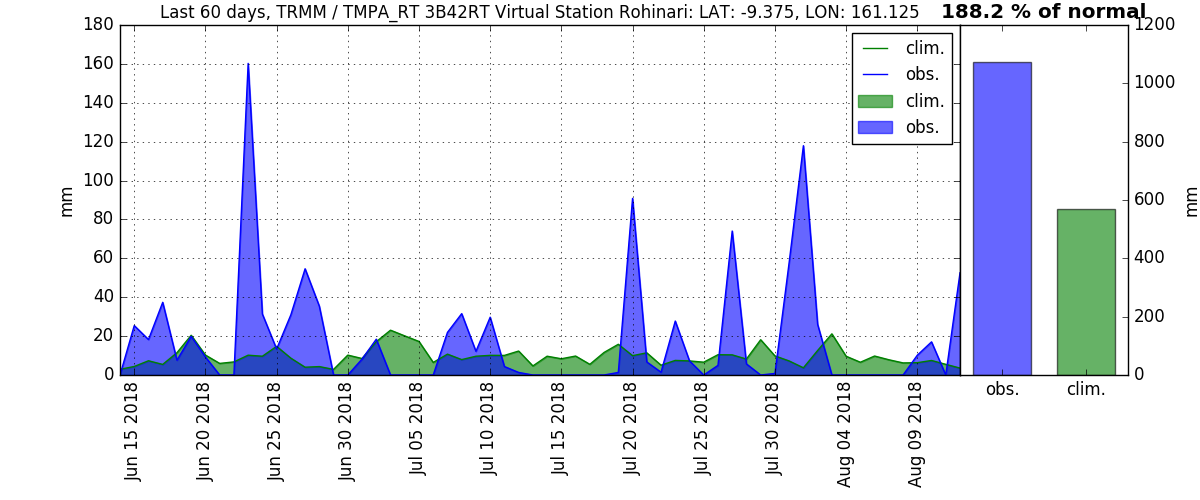 Last 60 days, TRMM / TMPA_RT 3B42RT Virtual Station Rohinari: LAT: -9.375, LON: 161.125
188.2 % of normal
180
160
140
120
100
80
60
40
20
0
mm
clim.
obs.
clim.
obs.
1200
1000
800
600
400
200
0
mm
Jun 15 2018
Jun 20 2018
Jun 25 2018
Jun 30 2018
Jul 05 2018
Jul 10 2018
Jul 15 2018
Jul 20 2018
Jul 25 2018
Jul 30 2018
Aug 04 2018
Aug 09 2018
obs.
clim.